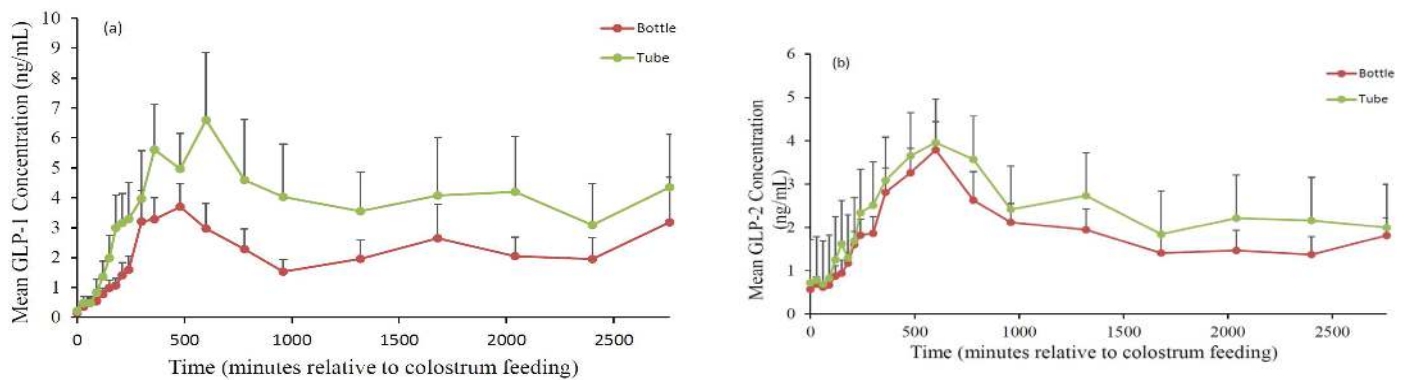 (a)
Bottle
Tube
Mean GLP-1 Concentration (ng/mL)
10
9
8
7
6
5
4
3
2
1
0
0 500 1000 1500 2000 2500
Time (minutes relative to colostrum feeding)
(b)
Bottle
Tube
Mean GLP-2 Concentration
(ng/mL)
6
5
4
3
2
1
0
0 500 1000 1500 2000 2500
Time (minutes relative to colostrum feeding)